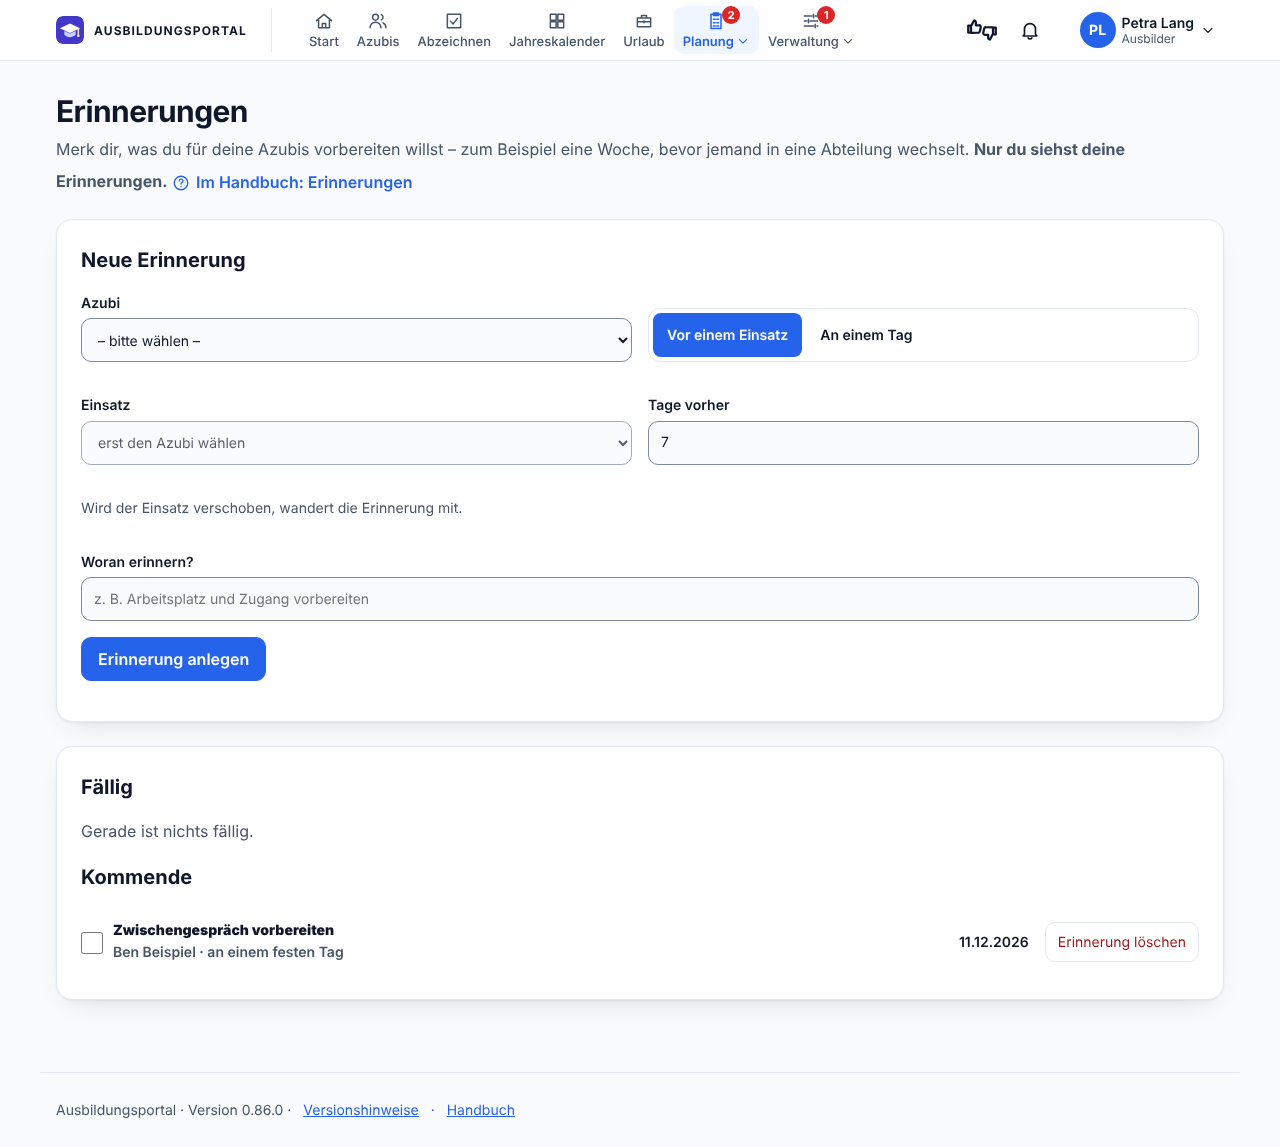 AUSBILDUNGSPORTAL
Start
Azubis
Abzeichnen
Jahreskalender
Urlaub
2
Planung
1
Verwaltung
PL
Petra Lang
Ausbilder
Erinnerungen
Merk dir, was du für deine Azubis vorbereiten willst – zum Beispiel eine Woche, bevor jemand in eine Abteilung wechselt. Nur du siehst deine
Erinnerungen. Im Handbuch: Erinnerungen
Neue Erinnerung
Azubi
– bitte wählen –
Vor einem Einsatz
An einem Tag
Einsatz
erst den Azubi wählen
Tage vorher
7
Wird der Einsatz verschoben, wandert die Erinnerung mit.
Woran erinnern?
z. B. Arbeitsplatz und Zugang vorbereiten
Erinnerung anlegen
Fällig
Gerade ist nichts fällig.
Kommende
Zwischengespräch vorbereiten
Ben Beispiel · an einem festen Tag
11.12.2026
Erinnerung löschen
Ausbildungsportal · Version 0.86.0 · Versionshinweise · Handbuch